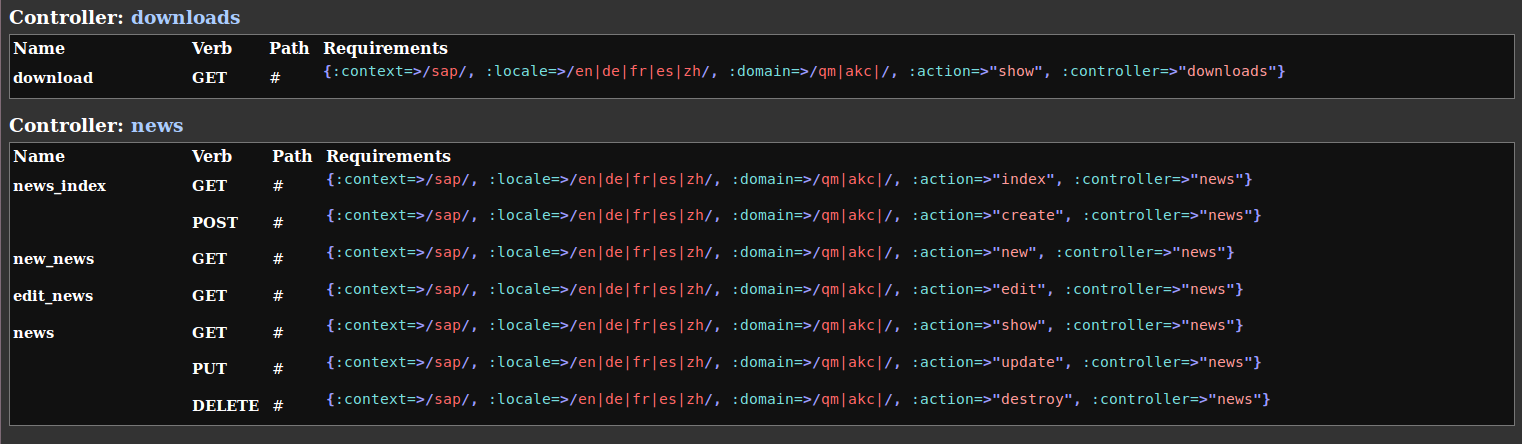 Controller: downloads
Name Verb Path Requirements
download GET # {:context=>/sap/, :locale=>/en|de|fr|es|zh/, :domain=>/qm|akc|/, :action=>"show", :controller=>"downloads"}
Controller: news
Name Verb Path Requirements
news_index GET # {:context=>/sap/, :locale=>/en|de|fr|es|zh/, :domain=>/qm|akc|/, :action=>"index", :controller=>"news"}
POST # {:context=>/sap/, :locale=>/en|de|fr|es|zh/, :domain=>/qm|akc|/, :action=>"create", :controller=>"news"}
new_news GET # {:context=>/sap/, :locale=>/en|de|fr|es|zh/, :domain=>/qm|akc|/, :action=>"new", :controller=>"news"}
edit_news GET # {:context=>/sap/, :locale=>/en|de|fr|es|zh/, :domain=>/qm|akc|/, :action=>"edit", :controller=>"news"}
news GET # {:context=>/sap/, :locale=>/en|de|fr|es|zh/, :domain=>/qm|akc|/, :action=>"show", :controller=>"news"}
PUT # {:context=>/sap/, :locale=>/en|de|fr|es|zh/, :domain=>/qm|akc|/, :action=>"update", :controller=>"news"}
DELETE # {:context=>/sap/, :locale=>/en|de|fr|es|zh/, :domain=>/qm|akc|/, :action=>"destroy", :controller=>"news"}